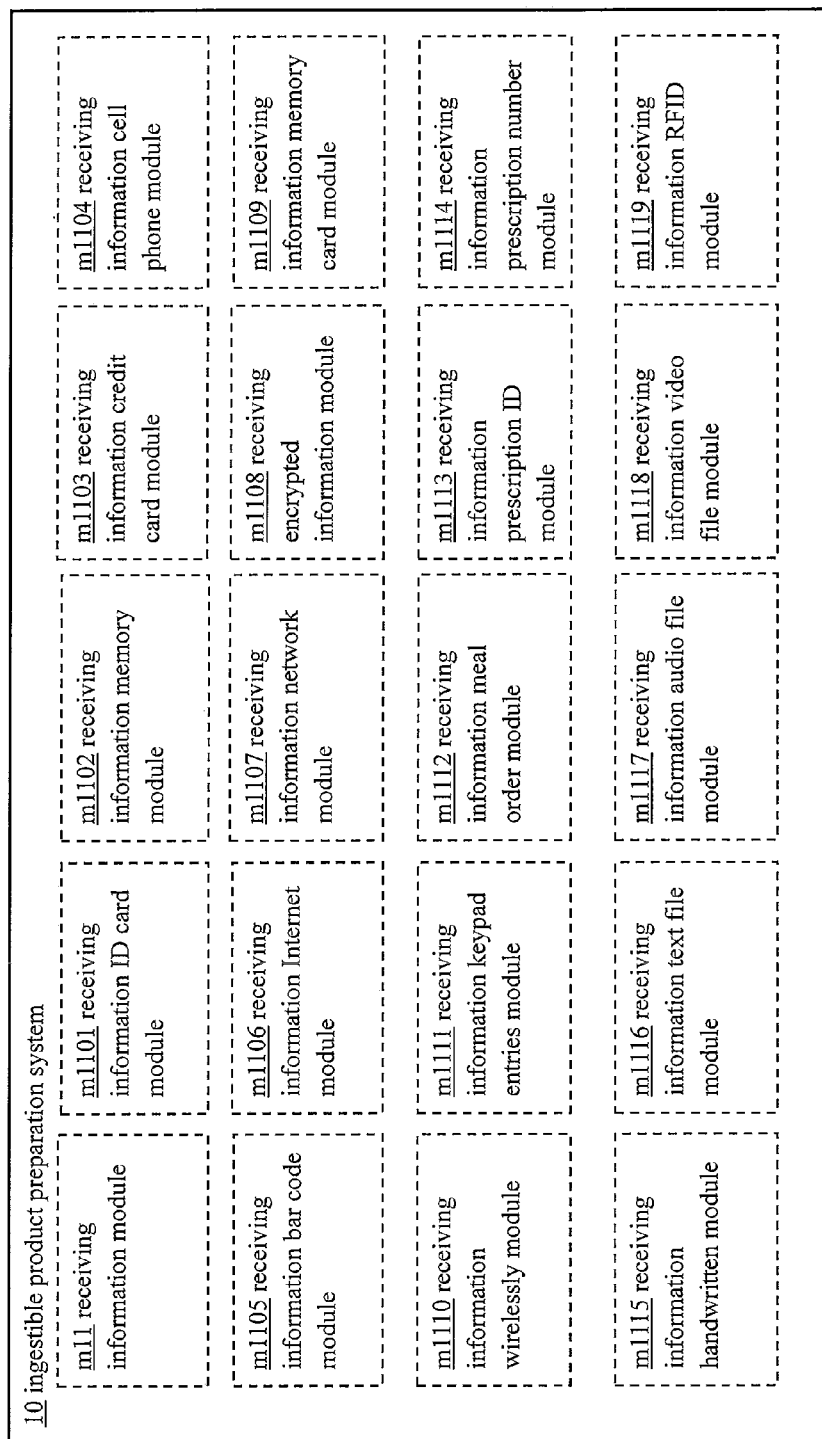 10 ingestible product preparation system
m11 receiving
information module
m1101 receiving
information ID card
module
m1102 receiving
information memory
module
m1103 receiving
information credit
card module
m1104 receiving
information cell
phone module
m1105 receiving
information bar code
module
m1106 receiving
information Internet
module
m1107 receiving
information network
module
m1108 receiving
encrypted
information module
m1109 receiving
information memory
card module
m1110 receiving
information
wirelessly module
m1111 receiving
information keypad
entries module
m1112 receiving
information meal
order module
m1113 receiving
information
prescription ID
module
m1114 receiving
information
prescription number
module
m1115 receiving
information
handwritten module
m1116 receiving
information text file
module
m1117 receiving
information audio file
module
m1118 receiving
information video
file module
m1119 receiving
information RFID
module